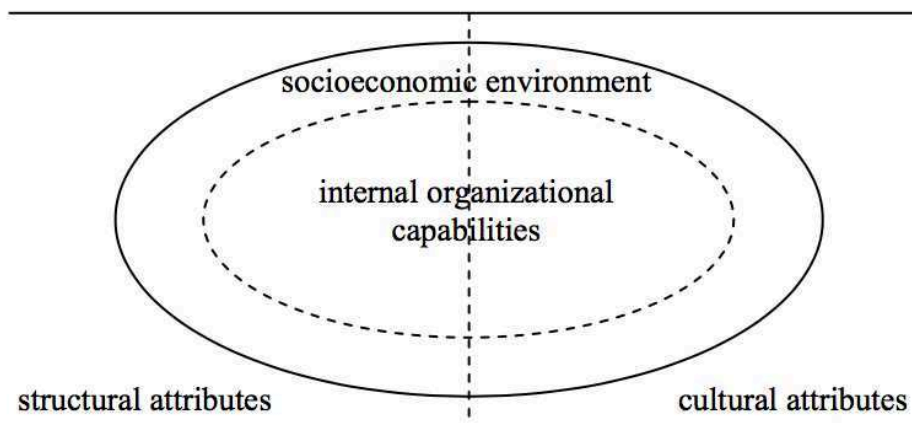 socioeconomic environment
internal organizational
capabilities
structural attributes
cultural attributes